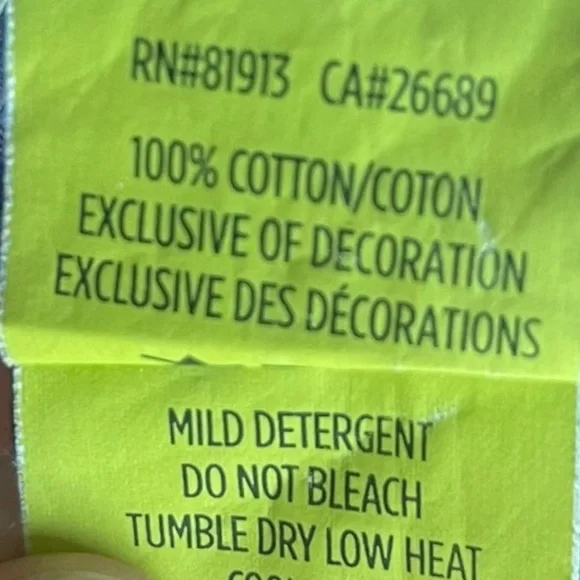 RN#81913 CA#26689
100% COTTON/COTON
EXCLUSIVE OF DECORATION
EXCLUSIVE DES DÉCORATIONS
MILD DETERGENT
DO NOT BLEACH
TUMBLE DRY LOW HEAT